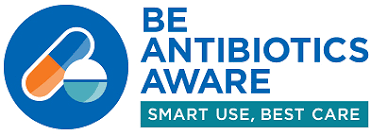 BE
ANTIBIOTICS
AWARE
SMART USE, BEST CARE